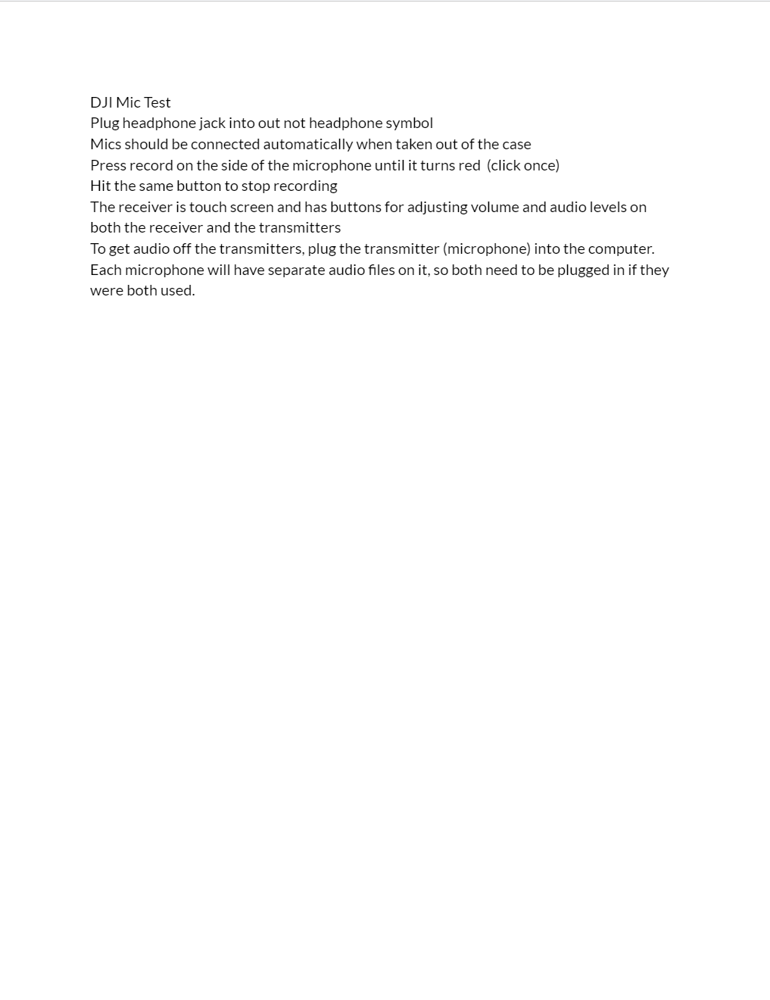 DJI Mic Test
Plug headphone jack into out not headphone symbol
Mics should be connected automatically when taken out of the case
Press record on the side of the microphone until it turns red  (click once)
Hit the same button to stop recording
The receiver is touch screen and has buttons for adjusting volume and audio levels on
both the receiver and the transmitters
To get audio off the transmitters, plug the transmitter (microphone) into the computer.
Each microphone will have separate audio files on it, so both need to be plugged in if they
were both used.